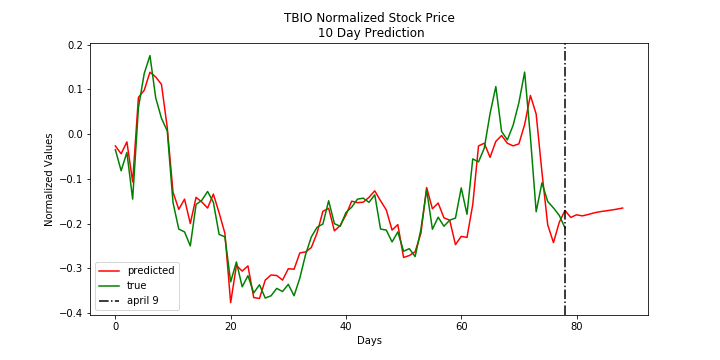 TBIO Normalized Stock Price
10 Day Prediction
Normalized Values
0.2
0.1
0.0
−0.1
−0.2
−0.3
−0.4
predicted
true
april 9
0
20
40
60
80
Days